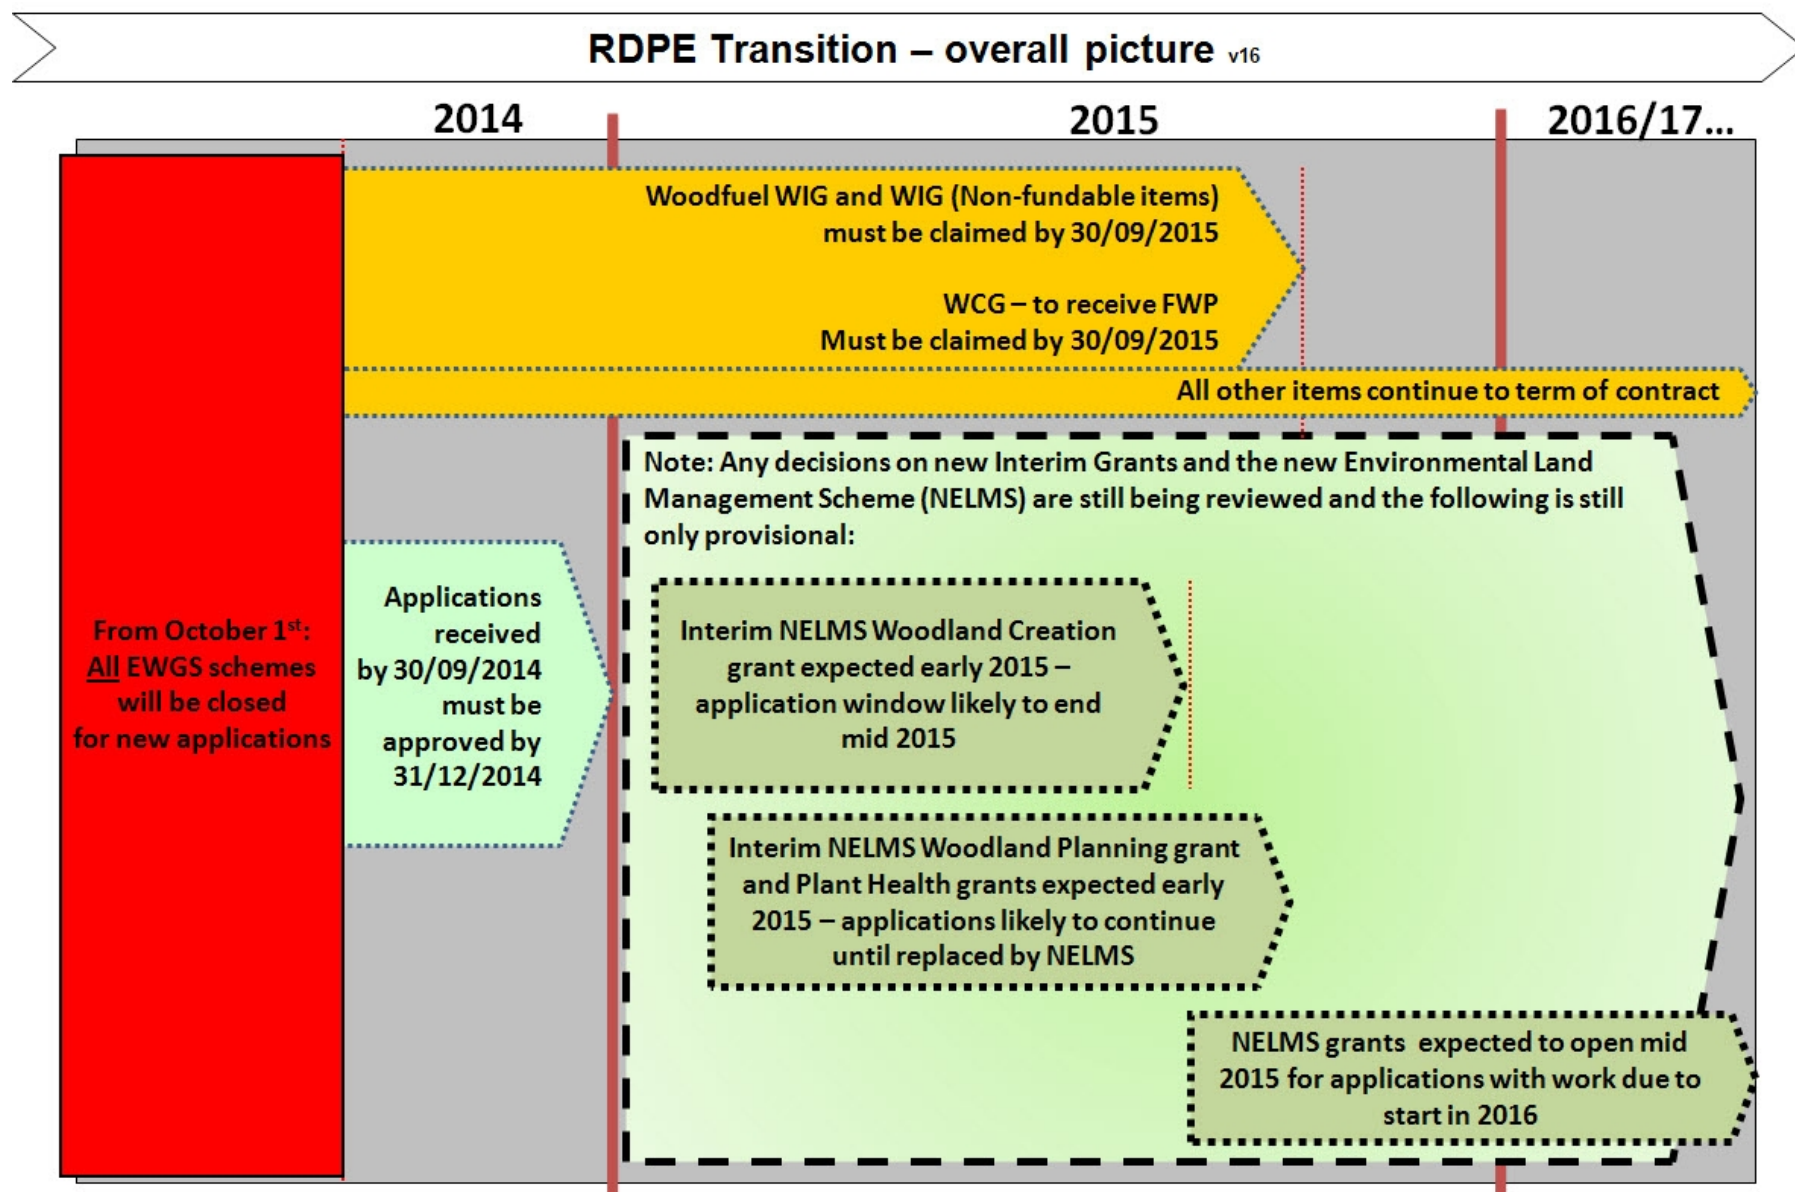 RDPE Transition – overall picture v16
2014
2015
2016/17...
Woodfuel WIG and WIG (Non-fundable items)
must be claimed by 30/09/2015
WCG – to receive FWP
Must be claimed by 30/09/2015
All other items continue to term of contract
From October 1st:
All EWGS schemes
will be closed
for new applications
Applications
received
by 30/09/2014
must be
approved by
31/12/2014
Note: Any decisions on new Interim Grants and the new Environmental Land
Management Scheme (NELMS) are still being reviewed and the following is still
only provisional:
Interim NELMS Woodland Creation
grant expected early 2015 –
application window likely to end
mid 2015
Interim NELMS Woodland Planning grant
and Plant Health grants expected early
2015 – applications likely to continue
until replaced by NELMS
NELMS grants expected to open mid
2015 for applications with work due to
start in 2016